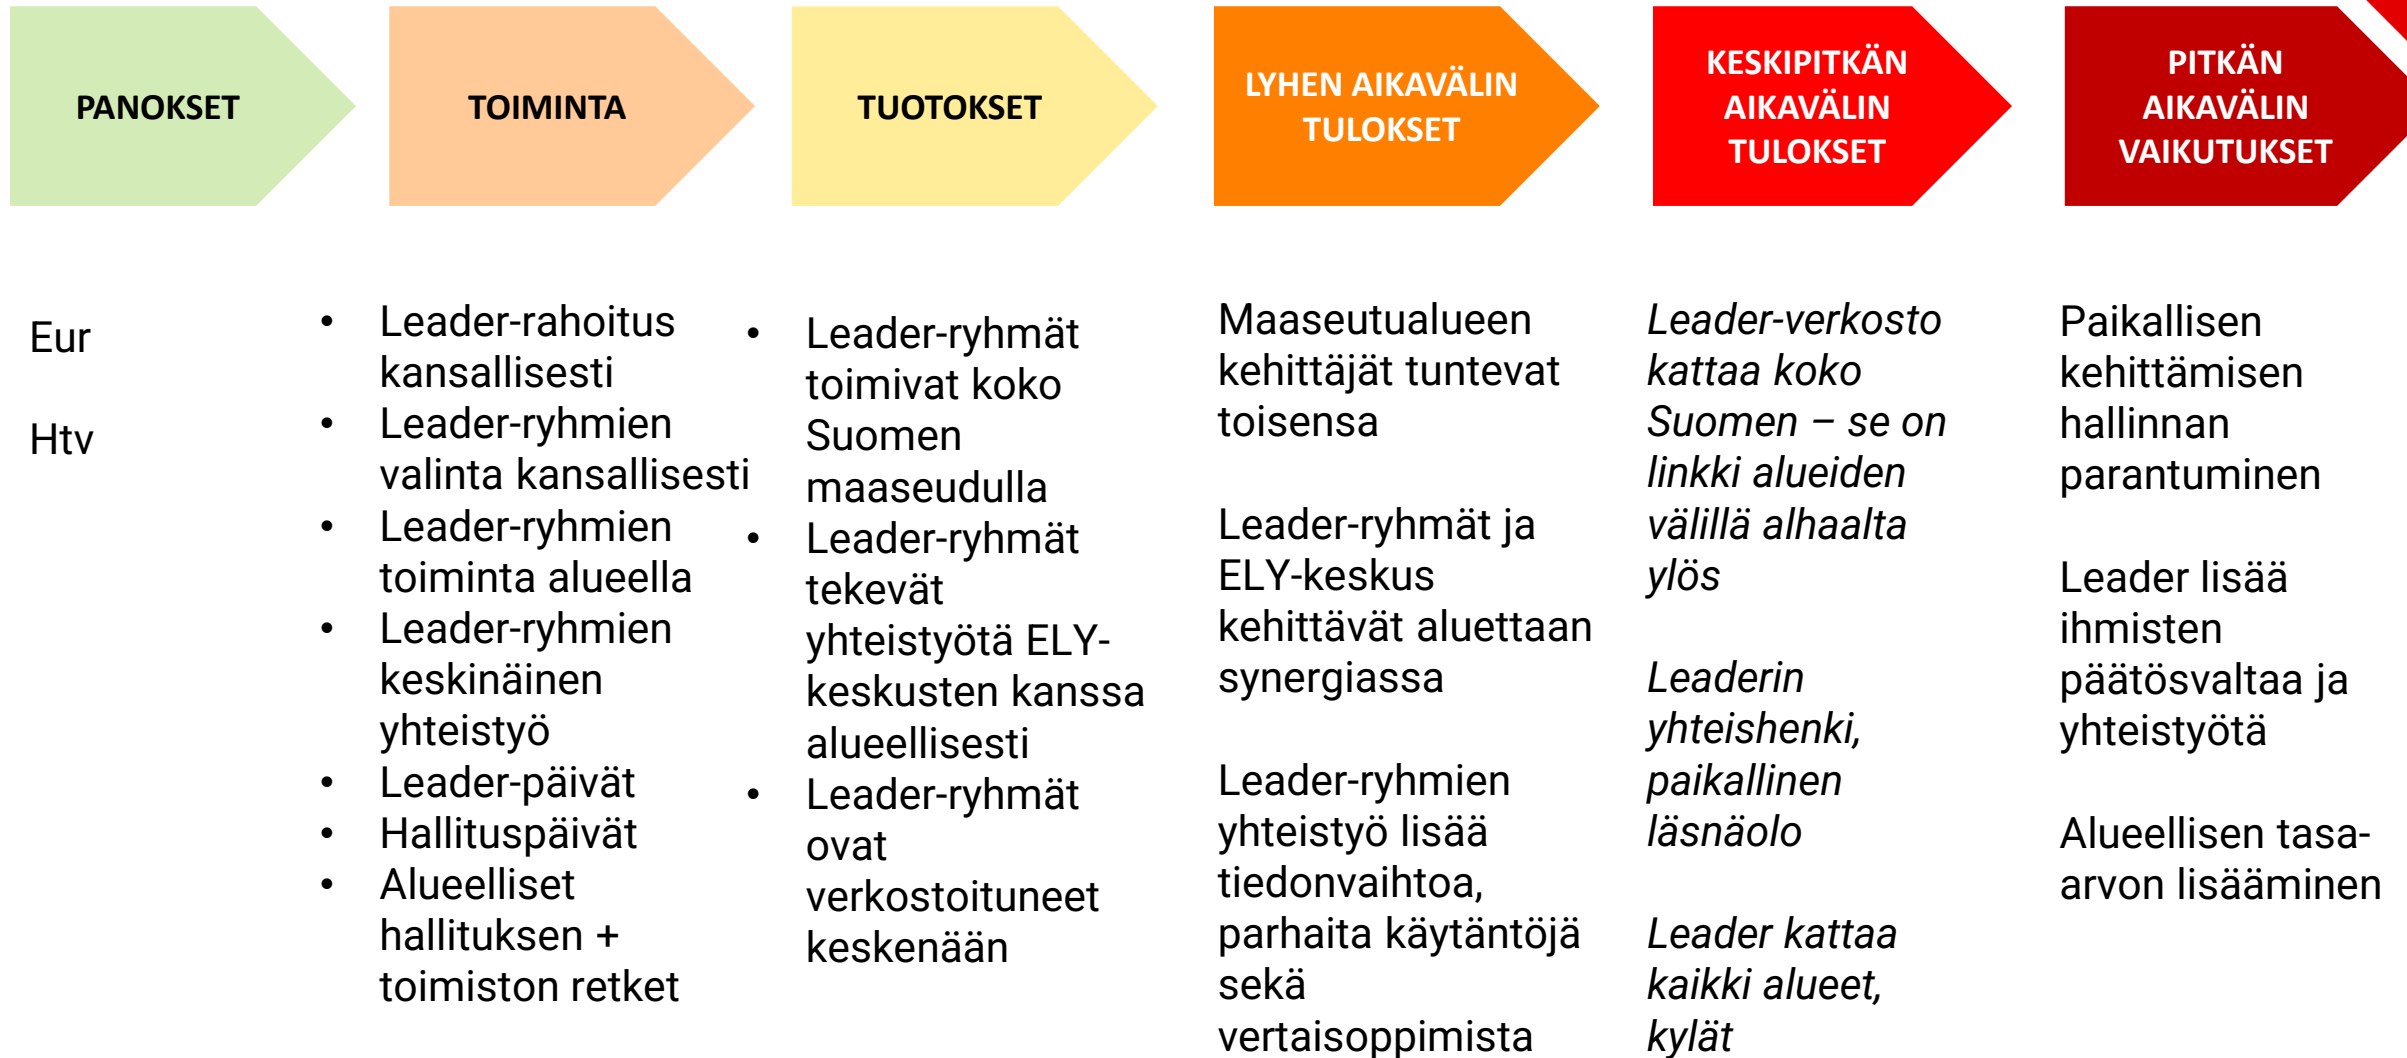 PANOKSET
TOIMINTA
TUOTOKSET
LYHEN AIKAVÄLIN
TULOKSET
KESKIPITKÄN
AIKAVÄLIN
TULOKSET
PITKÄN
AIKAVÄLIN
VAIKUTUKSET
Eur
Htv
• Leader-rahoitus
kansallisesti
• Leader-ryhmien
valinta kansallisesti
• Leader-ryhmien
toiminta alueella
• Leader-ryhmien
keskinäinen
yhteistyö
• Leader-päivät
• Hallituspäivät
• Alueelliset
hallituksen +
toimiston retket
• Leader-ryhmät
toimivat koko
Suomen
maaseudulla
• Leader-ryhmät
tekevät
yhteistyötä ELY-
keskusten kanssa
alueellisesti
• Leader-ryhmät
ovat
verkostoituneet
keskenään
Maaseutualueen
kehittäjät tuntevat
toisensa
Leader-ryhmät ja
ELY-keskus
kehittävät aluettaan
synergiassa
Leader-ryhmien
yhteistyö lisää
tiedonvaihtoa,
parhaita käytäntöjä
sekä
vertaisoppimista
Leader-verkosto
kattaa koko
Suomen – se on
linkki alueiden
välillä alhaalta
ylös
Leaderin
yhteishenki,
paikallinen
läsnäolo
Leader kattaa
kaikki alueet,
kylät
Paikallisen
kehittämisen
hallinnan
parantuminen
Leader lisää
ihmisten
päätösvaltaa ja
yhteistyötä
Alueellisen tasa-
arvon lisääminen